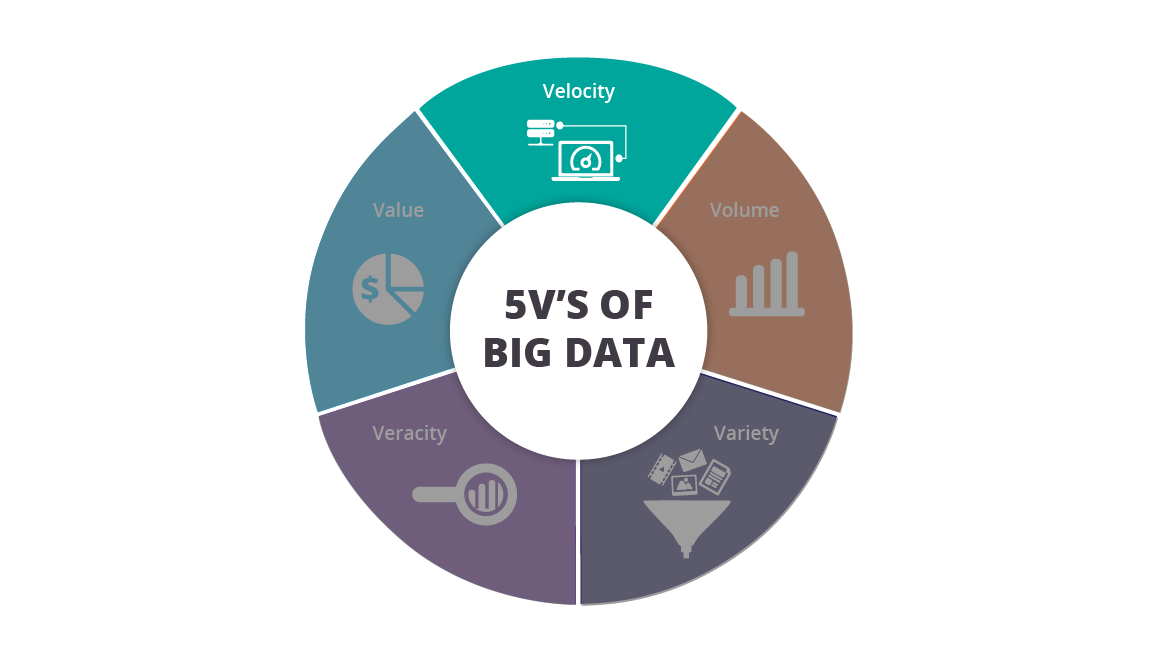 Velocity
Value
Volume
5V’S OF
BIG DATA
$
Veracity
Variety